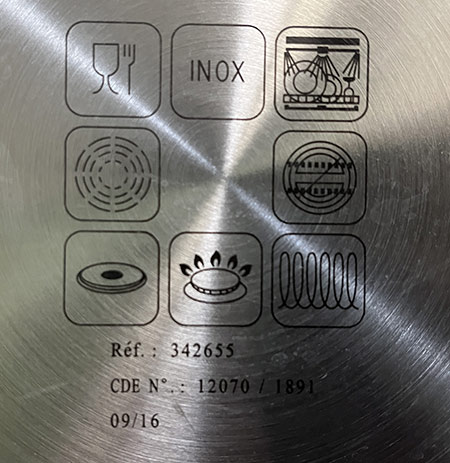 INOX
Réf. : 342655
CDE N°. : 12070 / 1891
09/16